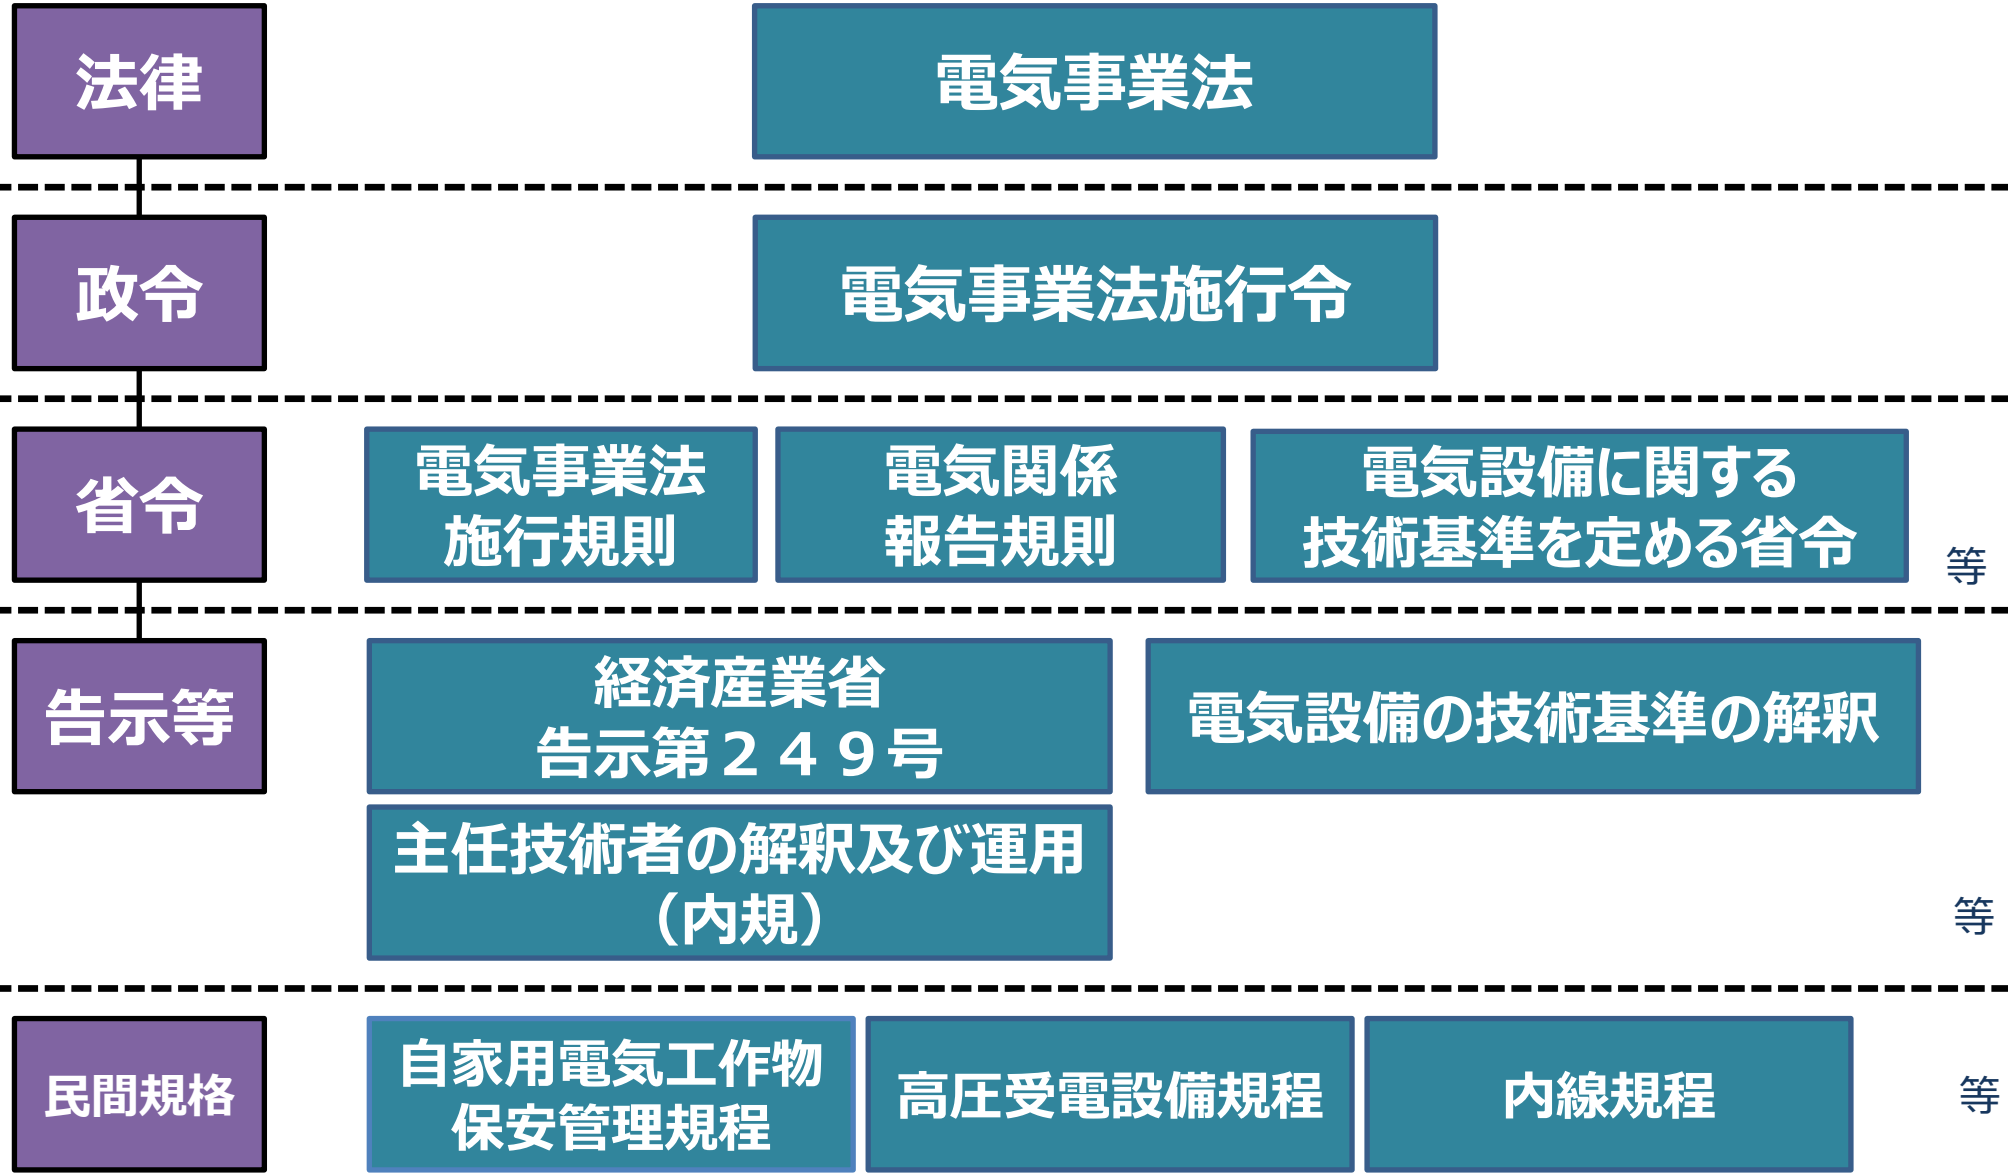 法律
電気事業法
政令
電気事業法施行令
省令
電気事業法
施行規則
電気関係
報告規則
電気設備に関する
技術基準を定める省令
等
告示等
経済産業省
告示第２４９号
電気設備の技術基準の解釈
主任技術者の解釈及び運用
（内規）
等
民間規格
自家用電気工作物
保安管理規程
高圧受電設備規程
内線規程
等